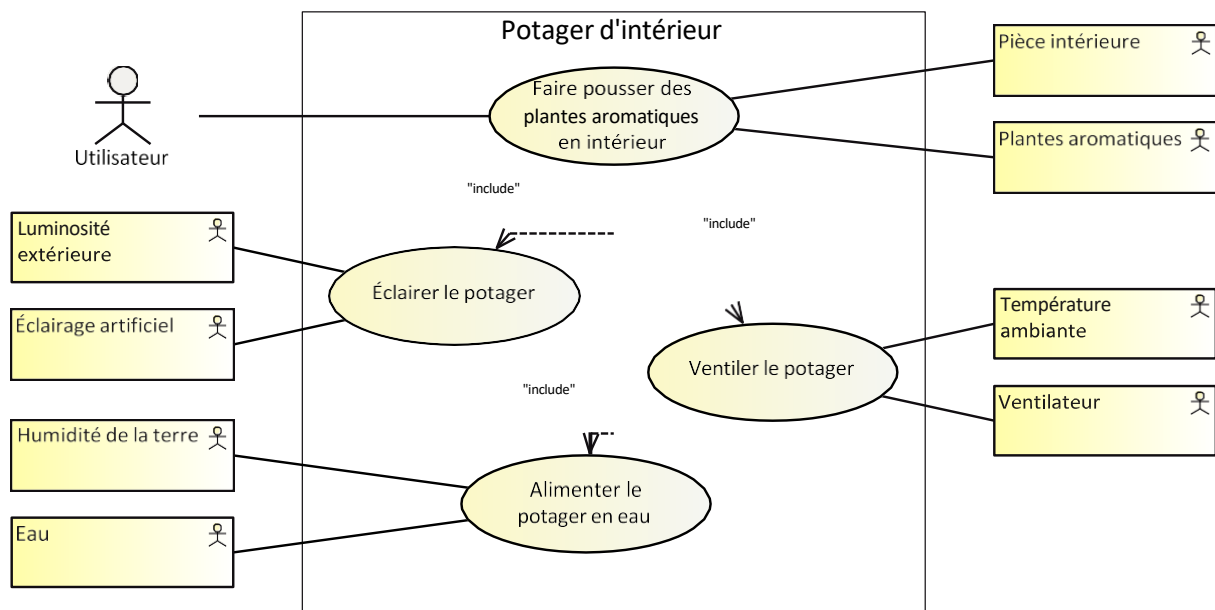 Potager d'intérieur
Faire pousser des
plantes aromatiques
en intérieur
Pièce intérieure
Plantes aromatiques
Utilisateur
"include"
"include"
Luminosité
extérieure
Éclairer le potager
Éclairage artificiel
Température
ambiante
Ventiler le potager
"include"
Ventilateur
Humidité de la terre
Alimenter le
potager en eau
Eau